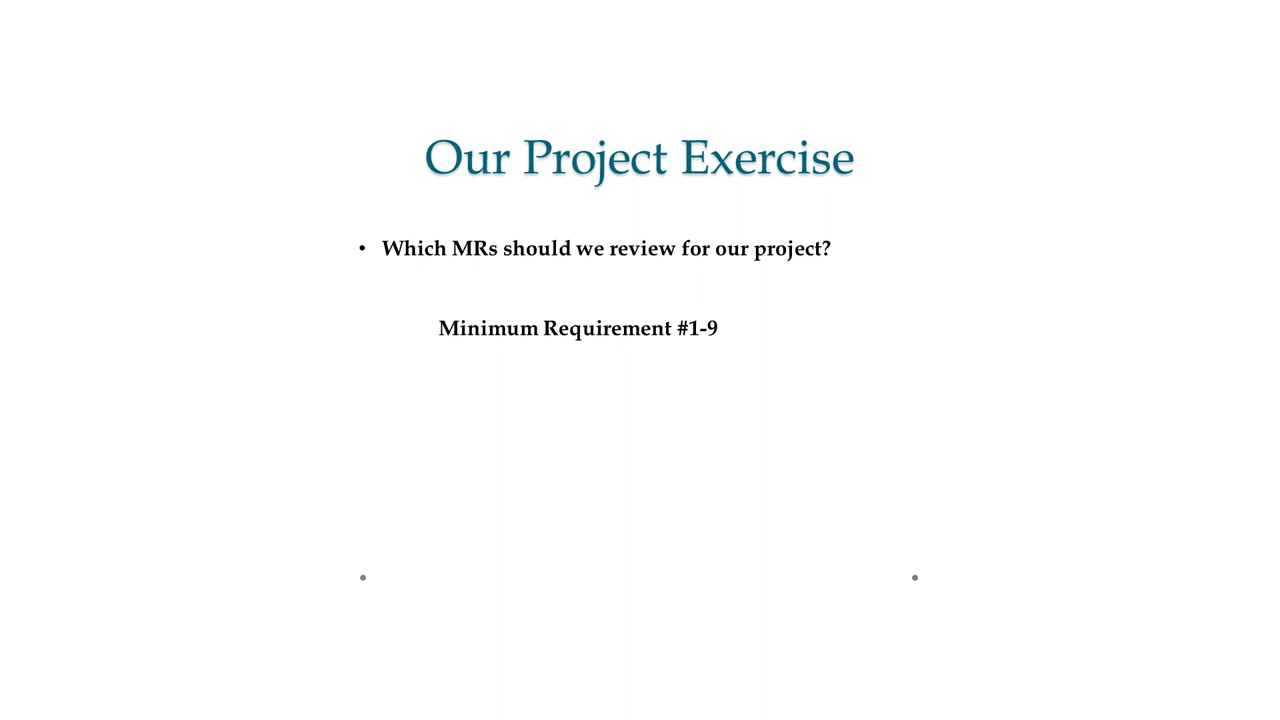 Our Project Exercise
• Which MRs should we review for our project?
Minimum Requirement #1-9